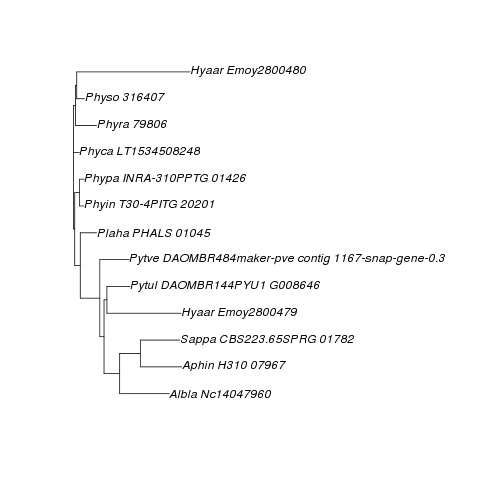 Hyaar Emoy2800480
Physo 316407
Phyra 79806
Phyca LT1534508248
Phypa INRA-310PPTG 01426
Phyin T30-4PITG 20201
Plaha PHALS 01045
Pytve DAOMBR484maker-pve contig 1167-snap-gene-0.3
Pytul DAOMBR144PYU1 G008646
Hyaar Emoy2800479
Sappa CBS223.65SPRG 01782
Aphin H310 07967
Albla Nc14047960